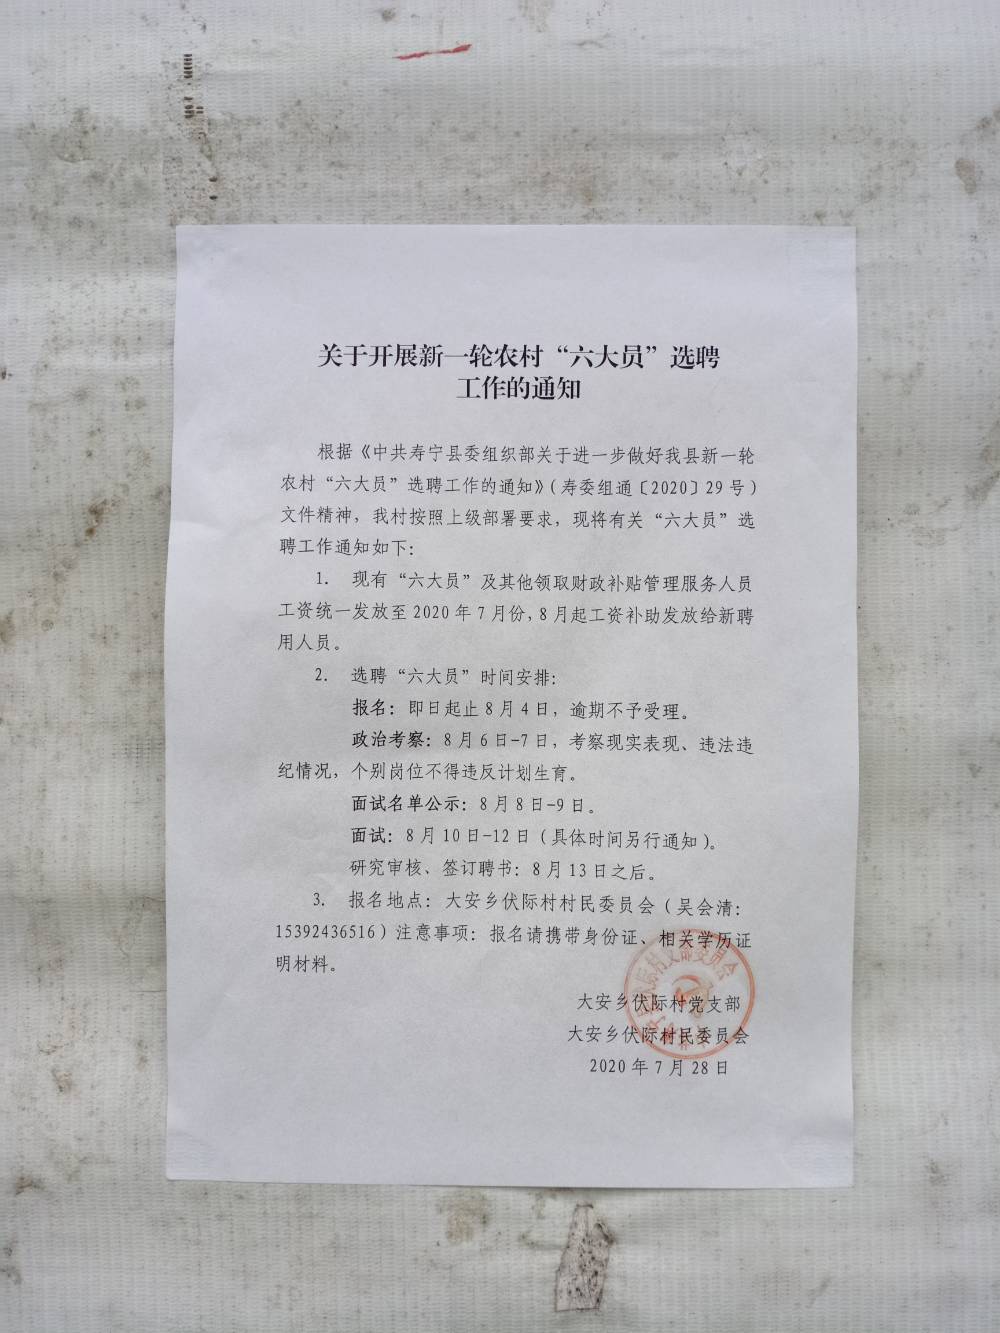 关于开展新一轮农村“六大员”选聘
工作的通知
根据《中共寿宁县委组织部关于进一步做好我县新一轮
农村“六大员”选聘工作的通知》（寿委组通〔2020〕29号）
文件精神，我村按照上级部署要求，现将有关“六大员”选
聘工作通知如下：
1. 现有“六大员”及其他领取财政补贴管理服务人员
工资统一发放至2020年7月份，8月起工资补助发放给新聘
用人员。
2. 选聘“六大员”时间安排：
报名：即日起止8月4日，逾期不予受理。
政治考察：8月6日-7日，考察现实表现、违法违
纪情况，个别岗位不得违反计划生育。
面试名单公示：8月8日-9日。
面试：8月10日-12日（具体时间另行通知）。
研究审核、签订聘书：8月13日之后。
3. 报名地点：大安乡伏际村村民委员会（吴会清：
15392436516）注意事项：报名请携带身份证、相关学历证
明材料。
大安乡伏际村党支部
大安乡伏际村民委员会
2020年7月28日